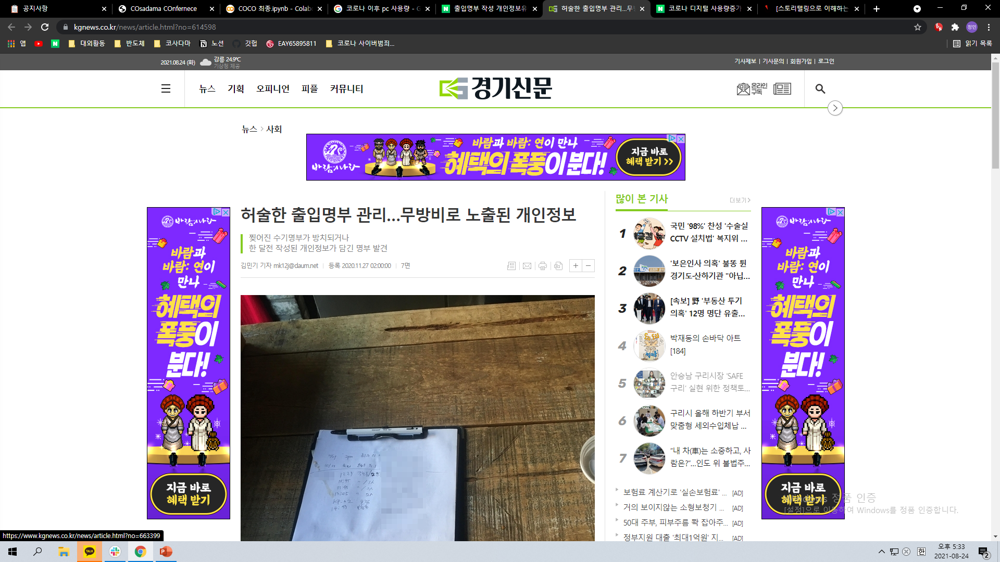 공지사항
COsadama COnfernece
COCO 최종.ipynb - Colab
코로나 이후 pc 사용량 - G
출입명부 작성 개인정보유
허술한 출입명부 관리...무방
코로나 디지털 사용량증가
[스토리텔링으로 이해하는
kgnews.co.kr/news/article.html?no=614598
정민
앱
대외활동
반도체
코사다마
노션
깃헙
EAY65895811
코로나 사이버범죄...
읽기 목록
2021.08.24 (화)
강릉 24.9℃
기상청 제공
기사제보 | 기사문의 | 회원가입 | 로그인
뉴스 기획 오피니언 피플 커뮤니티
경기신문
온라인
구독
뉴스 > 사회
바람의나라
바람과 바람: 연이 만나
혜택의 폭풍이 분다!
지금 바로
혜택 받기 >>
허술한 출입명부 관리...무방비로 노출된 개인정보
찢어진 수기명부가 방치되거나
한 달전 작성된 개인정보가 담긴 명부 발견
김민기 기자 mk12j@daum.net | 등록 2020.11.27 02:00:00 | 7면
바람의나라
바람과
바람: 연이
만나
혜택의
폭풍이
분다!
지금 바로
혜택 받기
많이 본 기사
더보기>
1
국민 '98%' 찬성 '수술실
CCTV 설치법' 복지위 ...
2
'보은인사 의혹' 불똥 튄
경기도·산하기관 "아닙...
3
[속보] 野 '부동산 투기
의혹' 12명 명단 유출...
4
박재동의 손바닥 아트
[184]
5
안승남 구리시장 'SAFE
구리' 실현 위한 정책토...
6
구리시 올해 하반기 부서
맞춤형 세외수입체납 ...
7
"내 차(車)는 소중하고, 사
람은?"...인도 위 불법주...
보험료 계산기로 '실손보험료' ... [AD]
거의 보이지않는 소형보청기 ... [AD]
50대 주부, 피부주름 쫙 잡아주... [AD]
정부지원 대출 '최대1억원' 지... [AD]
바람의나라
바람과
바람: 연이
만나
혜택의
폭풍이
분다!
지금 바로
혜택 받기
Windows 정품 인증
[설정]으로 이동하여 Windows를 정품 인증합니다.
https://www.kgnews.co.kr/news/article.html?no=663399
TALK
한
오후 5:33
2021-08-24
2